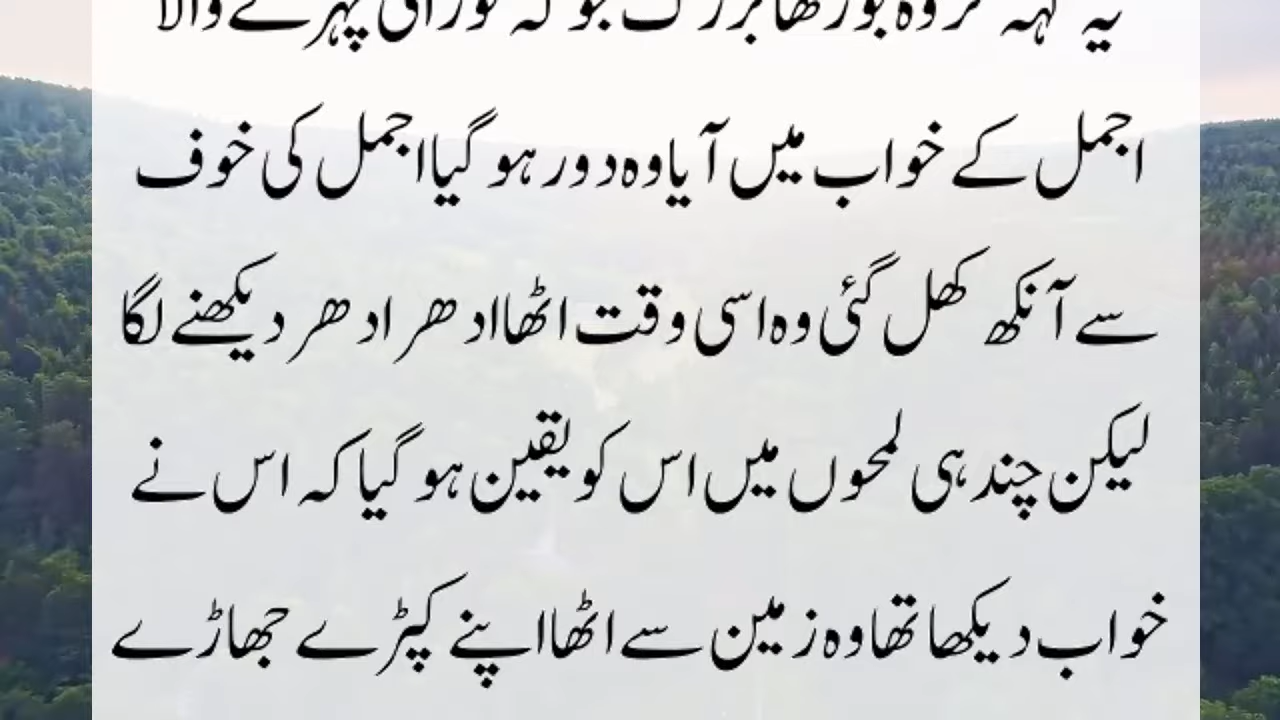 یہ کہہ کر وہ بوڑھا بزرگ جو کہ نورانی چہرے والا
اجمل کے خواب میں آیا وہ دور ہو گیا اجمل کی خوف
سے آنکھ کھل گئی وہ اسی وقت اٹھا ادھر ادھر دیکھنے لگا
لیکن چند ہی لمحوں میں اس کو یقین ہو گیا کہ اس نے
خواب دیکھا تھا وہ زمین سے اٹھا اپنے کپڑے جھاڑے